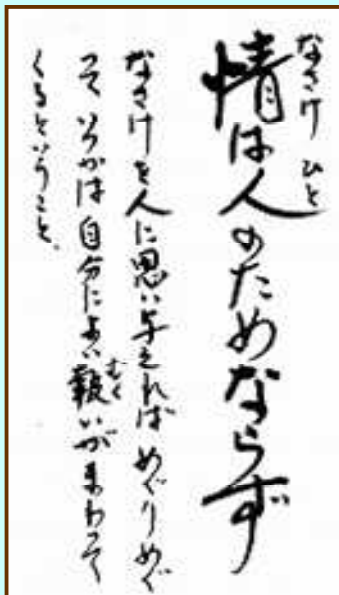 なさけ ひと
情は人のためならず
なさけを人に思い与えれば めぐりめぐ
って いつかは 自分によい報いがまわって
むく
くるということ。